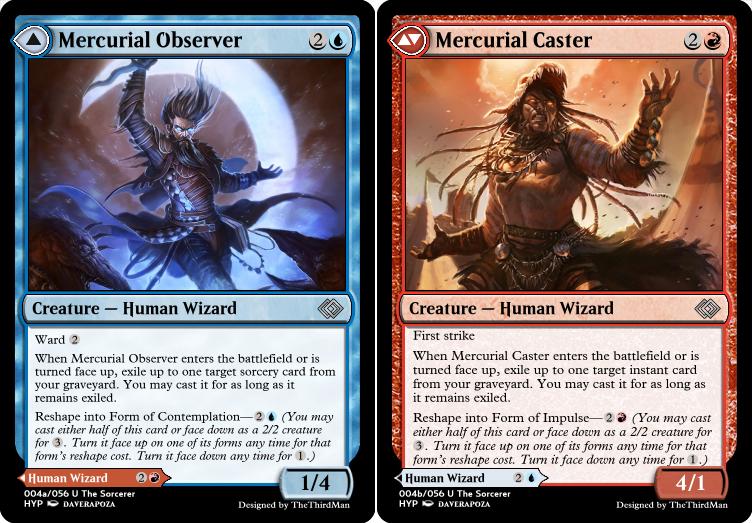 Mercurial Observer 2
Creature — Human Wizard
Ward 2
When Mercurial Observer enters the battlefield or is
turned face up, exile up to one target sorcery card from
your graveyard. You may cast it for as long as it
remains exiled.
Reshape into Form of Contemplation— 2 (You may
cast either half of this card or face down as a 2/2 creature
for 3. Turn it face up on one of its forms any time for that
form's reshape cost. Turn it face down any time for 1.)
Human Wizard 2
1/4
004a/056 U The Sorcerer
HYP DAVERAPOZA
Designed by TheThirdMan
Mercurial Caster 2
Creature — Human Wizard
First strike
When Mercurial Caster enters the battlefield or is
turned face up, exile up to one target instant card
from your graveyard. You may cast it for as long as
it remains exiled.
Reshape into Form of Impulse— 2 (You may cast
either half of this card or face down as a 2/2 creature for
3. Turn it face up on one of its forms any time for that
form's reshape cost. Turn it face down any time for 1.)
Human Wizard 2
4/1
004b/056 U The Sorcerer
HYP DAVERAPOZA
Designed by TheThirdMan